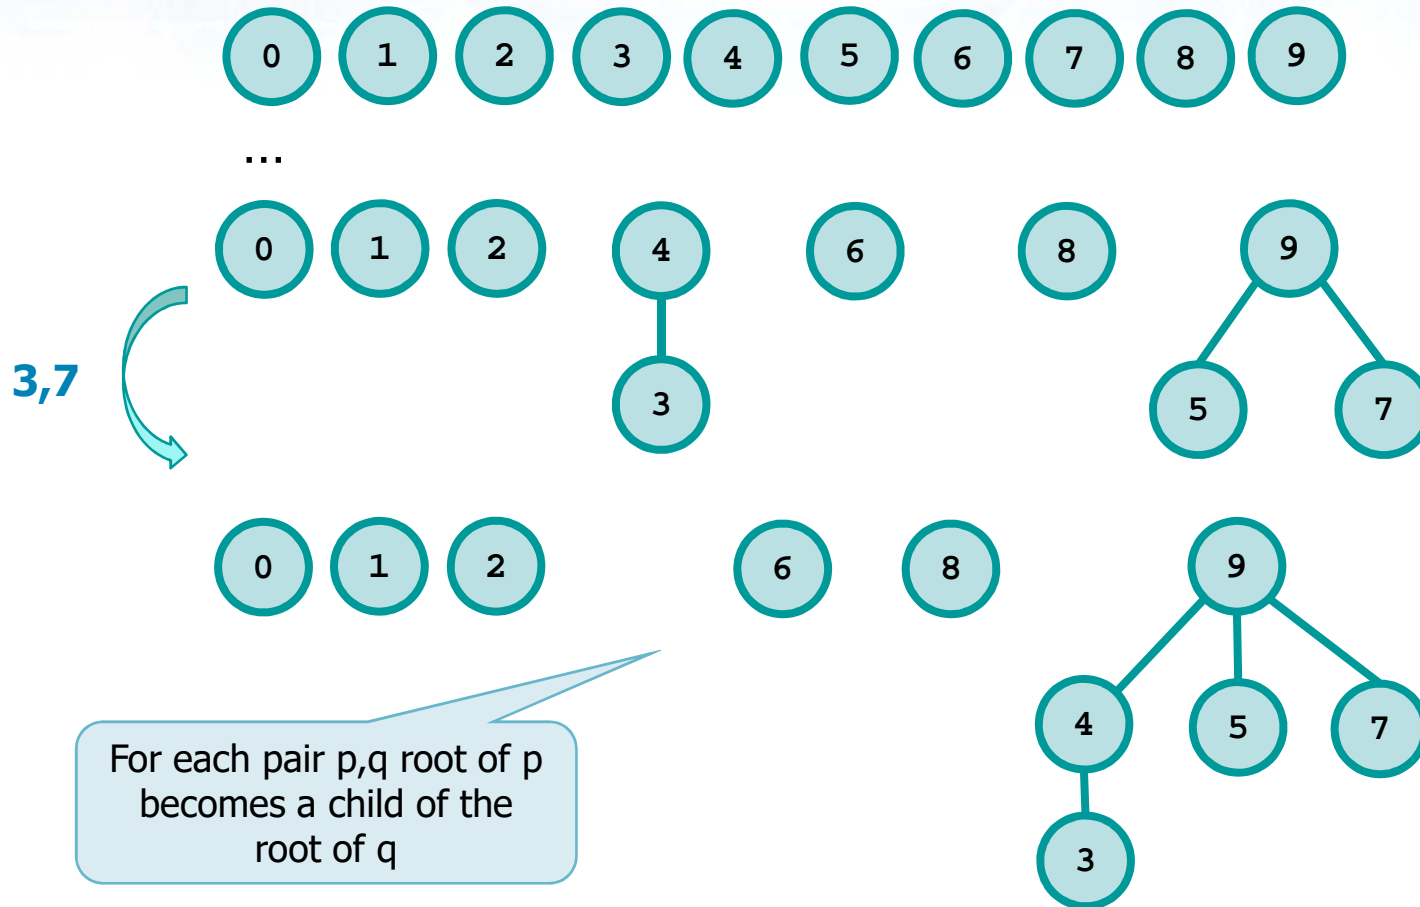 0 1 2 3 4 5 6 7 8 9
...
0 1 2 4 6 8 9
3,7
3 5 7
0 1 2 6 8 9
4 5 7
For each pair p,q root of p
becomes a child of the
root of q
3